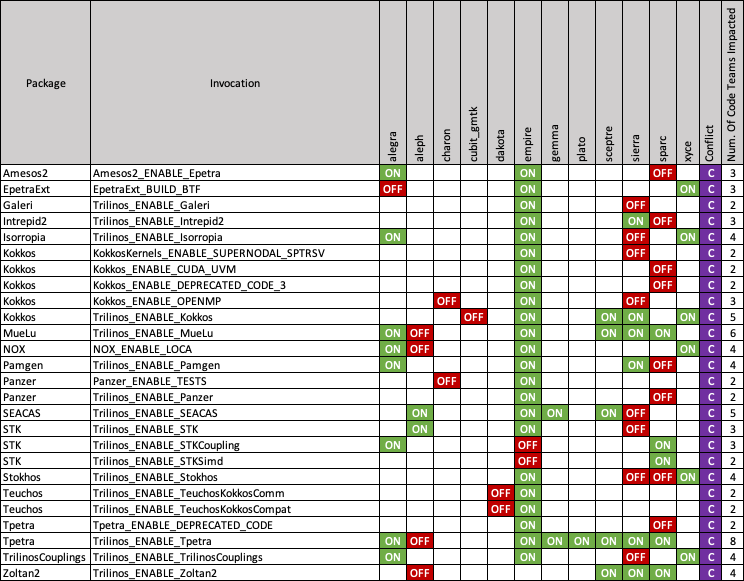 Package Invocation alegra aleph charon cubit_gmtk dakota empire gemma plato sceptre sierra sparc xyce Conflict Num. Of Code Teams Impacted
Amesos2 Amesos2_ENABLE_Epetra ON ON OFF C 3
EpetraExt EpetraExt_BUILD_BTF OFF ON ON C 3
Galeri Trilinos_ENABLE_Galeri ON OFF C 2
Intrepid2 Trilinos_ENABLE_Intrepid2 ON ON OFF C 3
Isorropia Trilinos_ENABLE_Isorropia ON ON OFF ON C 4
Kokkos KokkosKernels_ENABLE_SUPERNODAL_SPTRSV ON OFF C 2
Kokkos Kokkos_ENABLE_CUDA_UVM ON OFF C 2
Kokkos Kokkos_ENABLE_DEPRECATED_CODE_3 ON OFF C 2
Kokkos Kokkos_ENABLE_OPENMP OFF ON OFF C 3
Kokkos Trilinos_ENABLE_Kokkos OFF ON ON ON ON C 5
MueLu Trilinos_ENABLE_MueLu ON OFF ON ON ON ON C 6
NOX NOX_ENABLE_LOCA ON OFF ON ON C 4
Pamgen Trilinos_ENABLE_Pamgen ON ON ON OFF C 4
Panzer Panzer_ENABLE_TESTS OFF ON C 2
Panzer Trilinos_ENABLE_Panzer ON OFF C 2
SEACAS Trilinos_ENABLE_SEACAS ON ON ON ON OFF C 5
STK Trilinos_ENABLE_STK ON ON OFF C 3
STK Trilinos_ENABLE_STKCoupling ON OFF ON C 3
STK Trilinos_ENABLE_STKSimd OFF ON C 2
Stokhos Trilinos_ENABLE_Stokhos ON OFF OFF ON C 4
Teuchos Trilinos_ENABLE_TeuchosKokkosComm OFF ON C 2
Teuchos Trilinos_ENABLE_TeuchosKokkosCompat OFF ON C 2
Tpetra Tpetra_ENABLE_DEPRECATED_CODE ON OFF C 2
Tpetra Trilinos_ENABLE_Tpetra ON OFF ON ON ON ON ON ON C 8
TrilinosCouplings Trilinos_ENABLE_TrilinosCouplings ON ON OFF ON C 4
Zoltan2 Trilinos_ENABLE_Zoltan2 OFF ON ON ON C 4